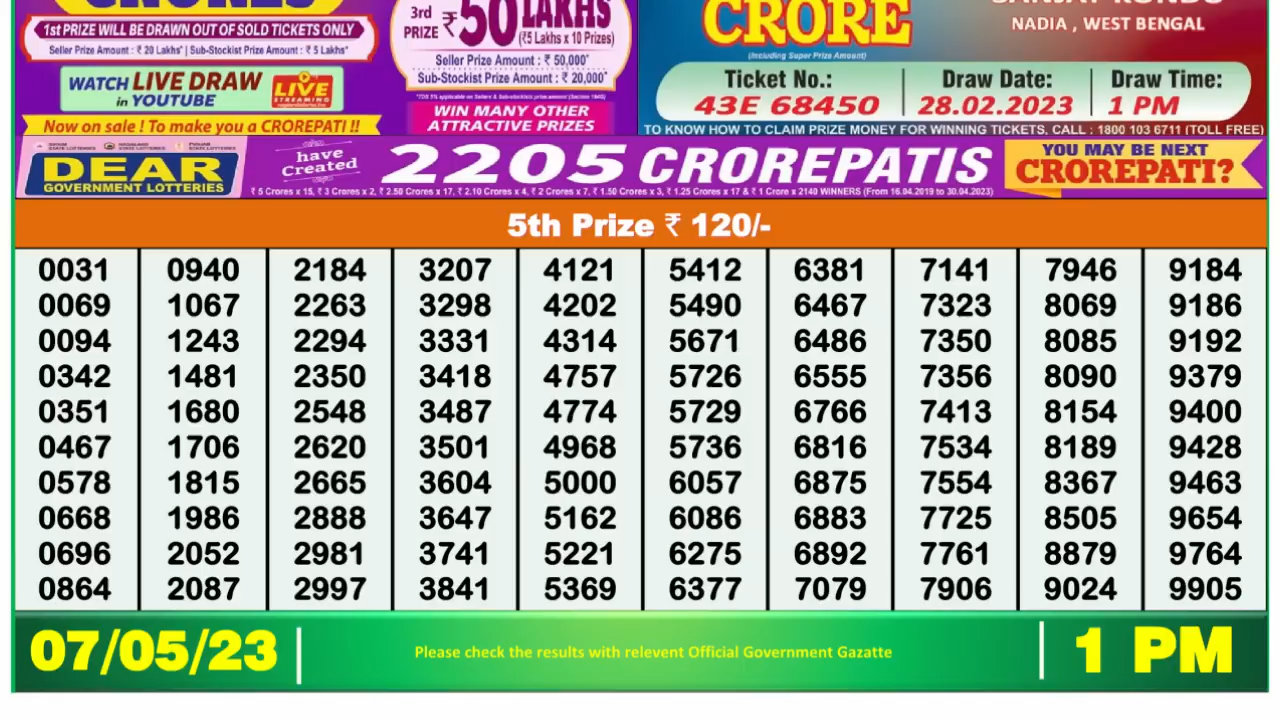 CRORES
1ST PRIZE WILL BE DRAWN OUT OF SOLD TICKETS ONLY
Seller Prize Amount : ₹ 20 Lakhs* | Sub-Stockist Prize Amount : ₹ 5 Lakhs*
WATCH LIVE DRAW
in YOUTUBE
LIVE
STREAMING
Now on sale ! To make you a CROREPATI !!
3rd PRIZE ₹ 50 LAKHS
(₹5 Lakhs x 10 Prizes)
Seller Prize Amount : ₹ 50,000*
Sub-Stockist Prize Amount : ₹ 20,000*
WIN MANY OTHER
ATTRACTIVE PRIZES
CRORE
(Including Super Prize Amount)
NADIA , WEST BENGAL
Ticket No.: Draw Date: Draw Time:
43E 68450 28.02.2023 1 PM
TO KNOW HOW TO CLAIM PRIZE MONEY FOR WINNING TICKETS, CALL : 1800 103 6711 (TOLL FREE)
DEAR
GOVERNMENT LOTTERIES
have
Created
2205 CROREPATIS
₹ 5 Crores x 15, ₹ 3 Crores x 2, ₹ 2.50 Crores x 17, ₹ 2.10 Crores x 4, ₹ 2 Crores x 7, ₹ 1.50 Crores x 3, ₹ 1.25 Crores x 17 & ₹ 1 Crore x 2140 WINNERS (From 16.04.2019 to 30.04.2023)
YOU MAY BE NEXT
CROREPATI?
5th Prize ₹ 120/-
0031 0940 2184 3207 4121 5412 6381 7141 7946 9184
0069 1067 2263 3298 4202 5490 6467 7323 8069 9186
0094 1243 2294 3331 4314 5671 6486 7350 8085 9192
0342 1481 2350 3418 4757 5726 6555 7356 8090 9379
0351 1680 2548 3487 4774 5729 6766 7413 8154 9400
0467 1706 2620 3501 4968 5736 6816 7534 8189 9428
0578 1815 2665 3604 5000 6057 6875 7554 8367 9463
0668 1986 2888 3647 5162 6086 6883 7725 8505 9654
0696 2052 2981 3741 5221 6275 6892 7761 8879 9764
0864 2087 2997 3841 5369 6377 7079 7906 9024 9905
07/05/23
Please check the results with relevent Official Government Gazatte
1 PM